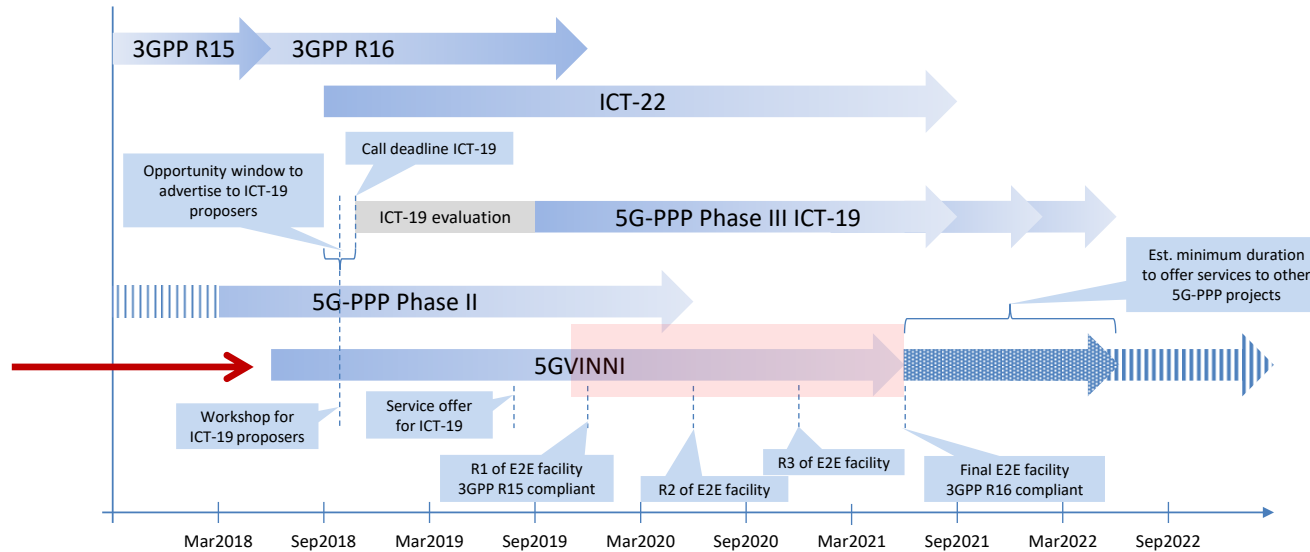 3GPP R15
3GPP R16
ICT-22
Call deadline ICT-19
Opportunity window to
advertise to ICT-19
proposers
ICT-19 evaluation
5G-PPP Phase III ICT-19
Est. minimum duration
to offer services to other
5G-PPP projects
5G-PPP Phase II
5GVINNI
Workshop for
ICT-19 proposers
Service offer
for ICT-19
R1 of E2E facility
3GPP R15 compliant
R2 of E2E facility
R3 of E2E facility
Final E2E facility
3GPP R16 compliant
Mar2018
Sep2018
Mar2019
Sep2019
Mar2020
Sep2020
Mar2021
Sep2021
Mar2022
Sep2022